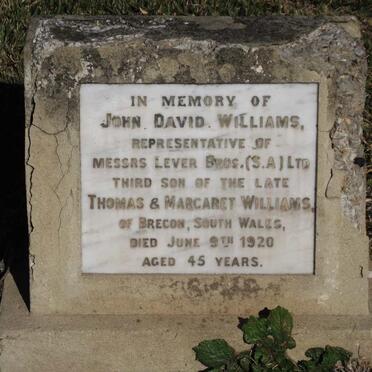 IN MEMORY OF
JOHN DAVID WILLIAMS,
REPRESENTATIVE OF
MESSRS LEVER BROS. (S.A) LTD
THIRD SON OF THE LATE
THOMAS & MARGARET WILLIAMS,
OF BRECON, SOUTH WALES,
DIED JUNE 9TH 1920
AGED 45 YEARS.